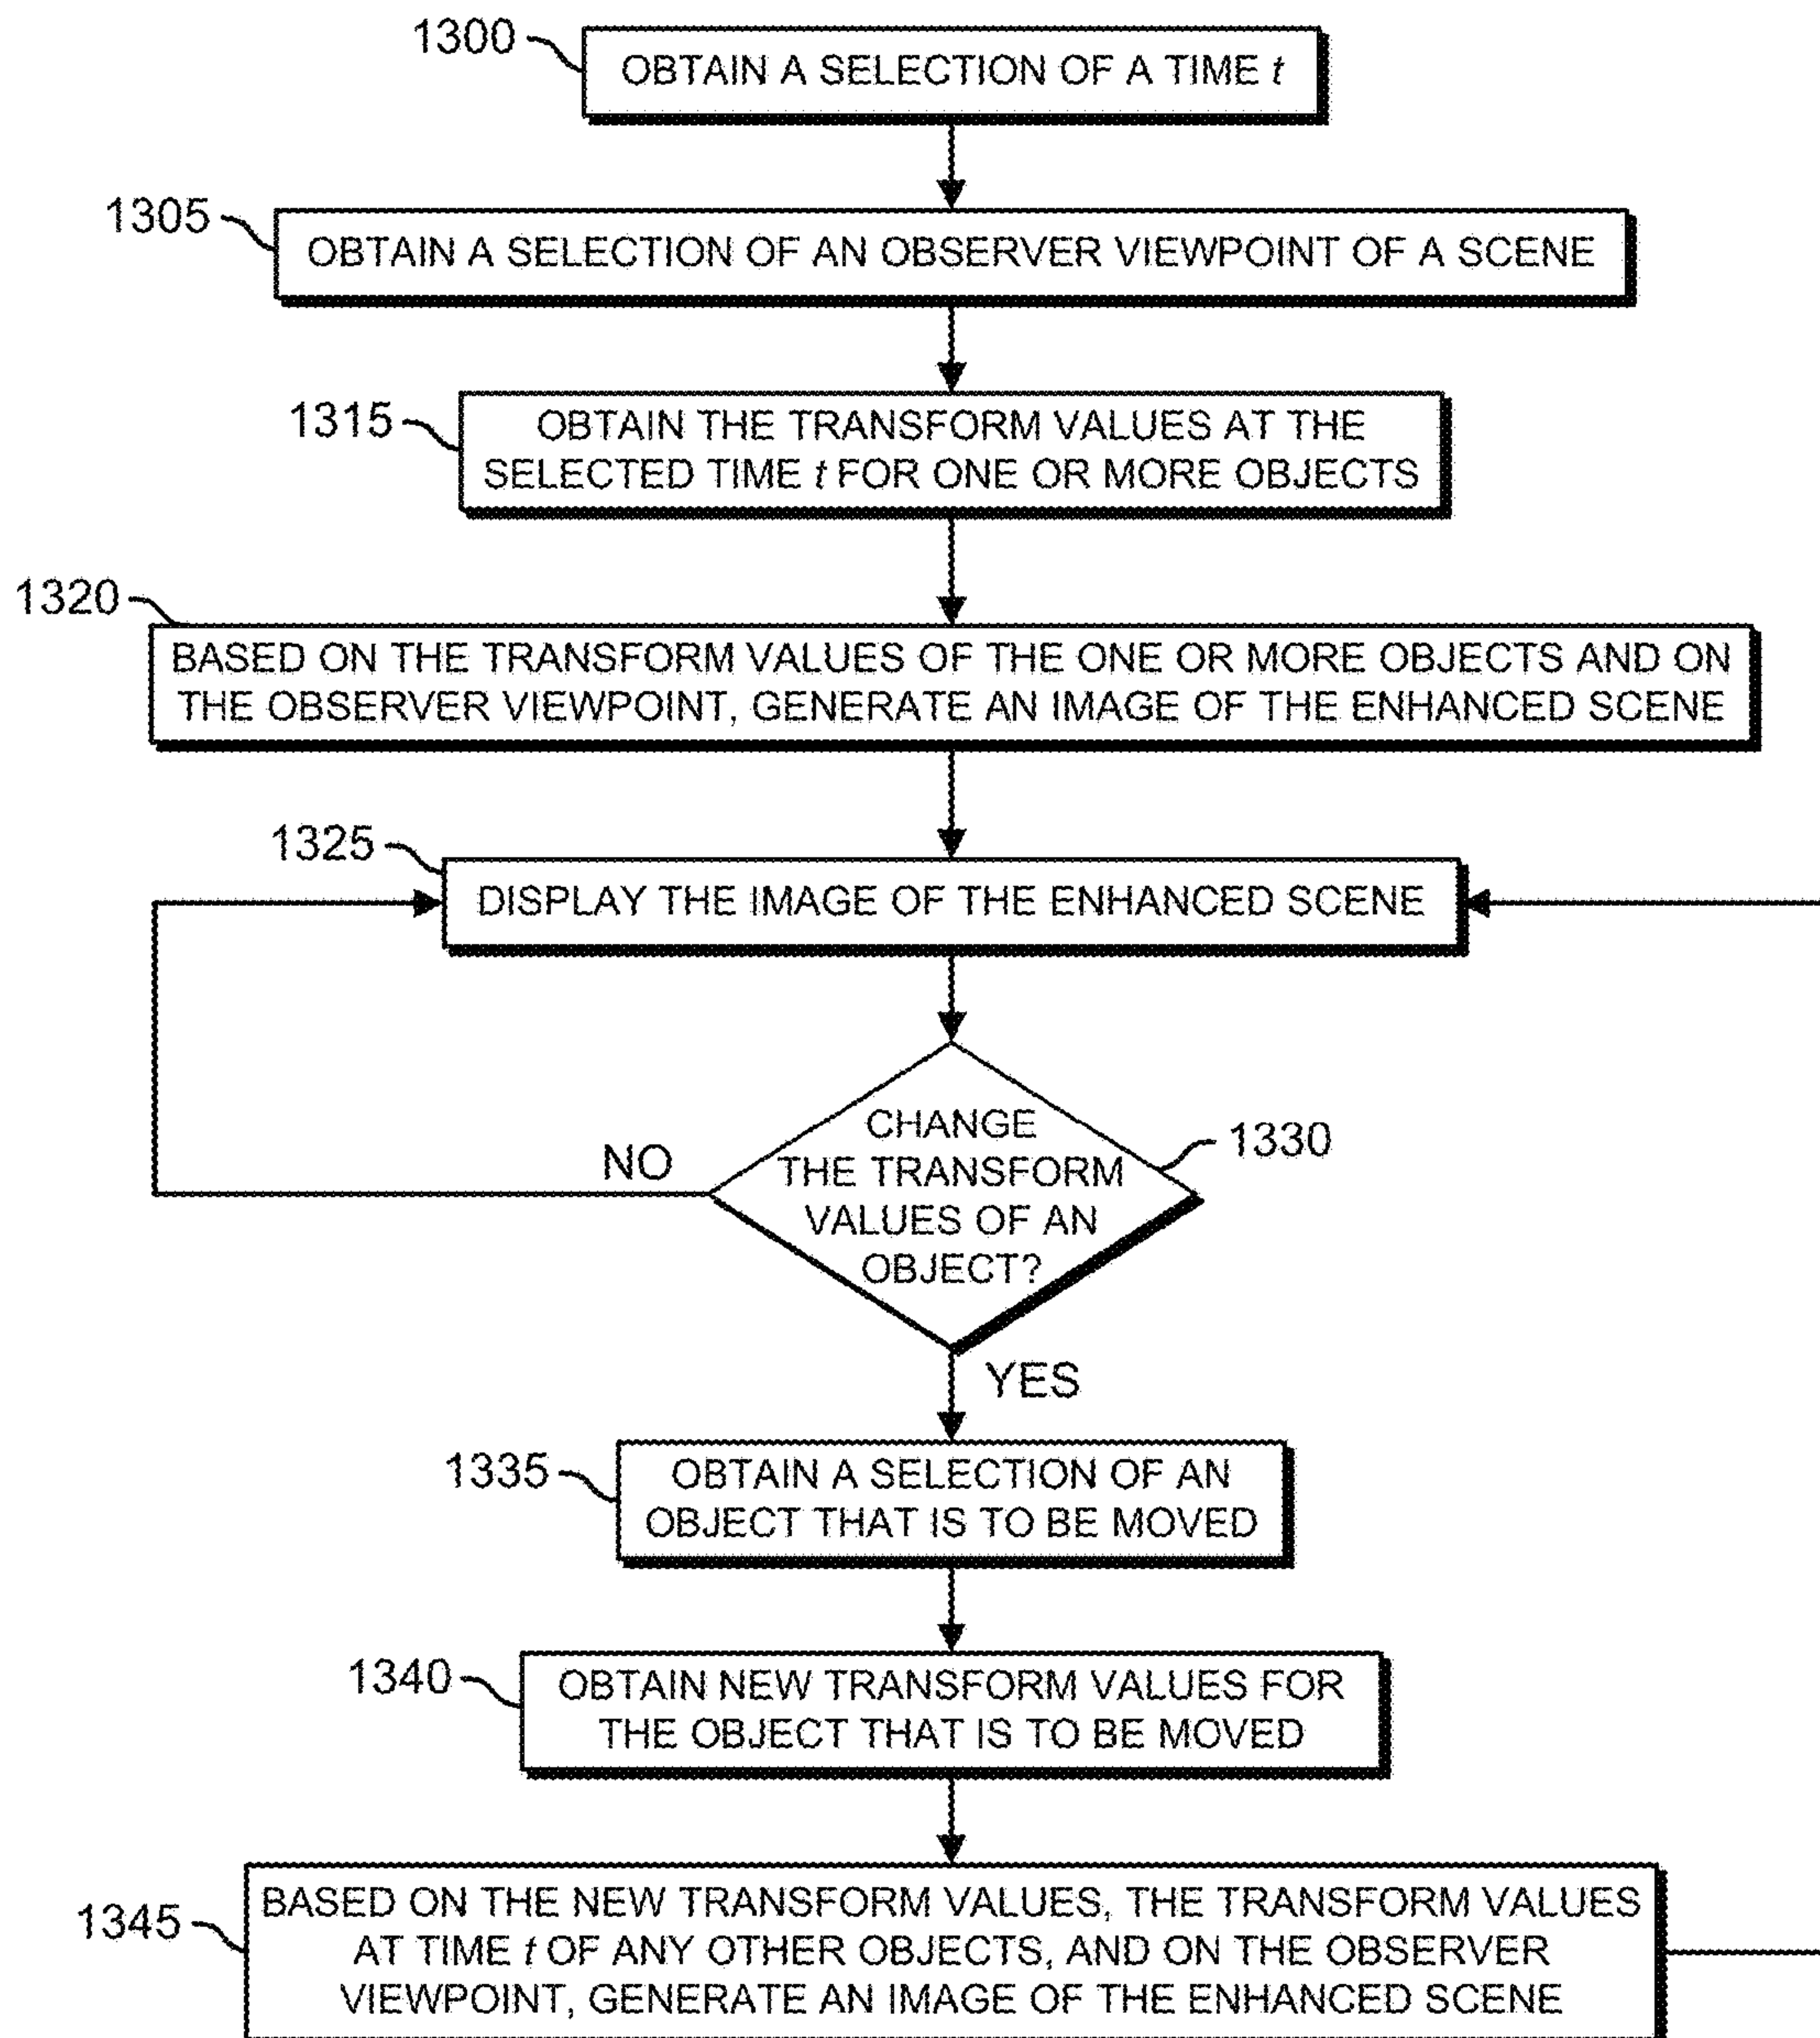 1300
OBTAIN A SELECTION OF A TIME t
1305
OBTAIN A SELECTION OF AN OBSERVER VIEWPOINT OF A SCENE
1315
OBTAIN THE TRANSFORM VALUES AT THE
SELECTED TIME t FOR ONE OR MORE OBJECTS
1320
BASED ON THE TRANSFORM VALUES OF THE ONE OR MORE OBJECTS AND ON
THE OBSERVER VIEWPOINT, GENERATE AN IMAGE OF THE ENHANCED SCENE
1325
DISPLAY THE IMAGE OF THE ENHANCED SCENE
CHANGE
THE TRANSFORM
VALUES OF AN
OBJECT?
1330
NO
YES
1335
OBTAIN A SELECTION OF AN
OBJECT THAT IS TO BE MOVED
1340
OBTAIN NEW TRANSFORM VALUES FOR
THE OBJECT THAT IS TO BE MOVED
1345
BASED ON THE NEW TRANSFORM VALUES, THE TRANSFORM VALUES
AT TIME t OF ANY OTHER OBJECTS, AND ON THE OBSERVER
VIEWPOINT, GENERATE AN IMAGE OF THE ENHANCED SCENE